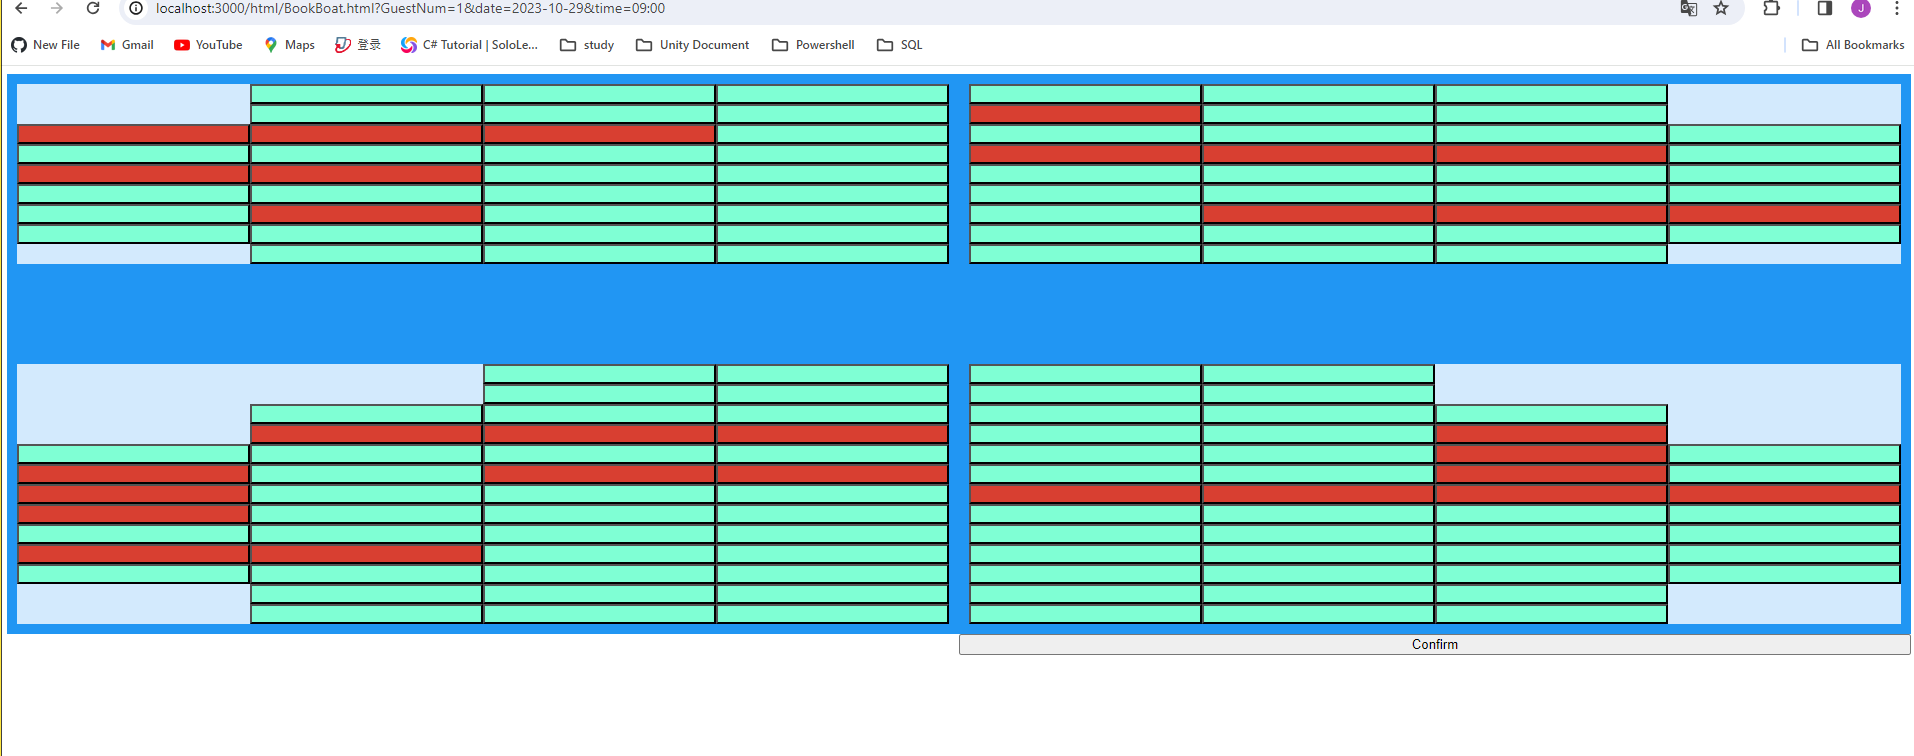 localhost:3000/html/BookBoat.html?GuestNum=1&date=2023-10-29&time=09:00
J
New File Gmail YouTube Maps 登录 C# Tutorial | SoloLe... study Unity Document Powershell SQL All Bookmarks
Confirm